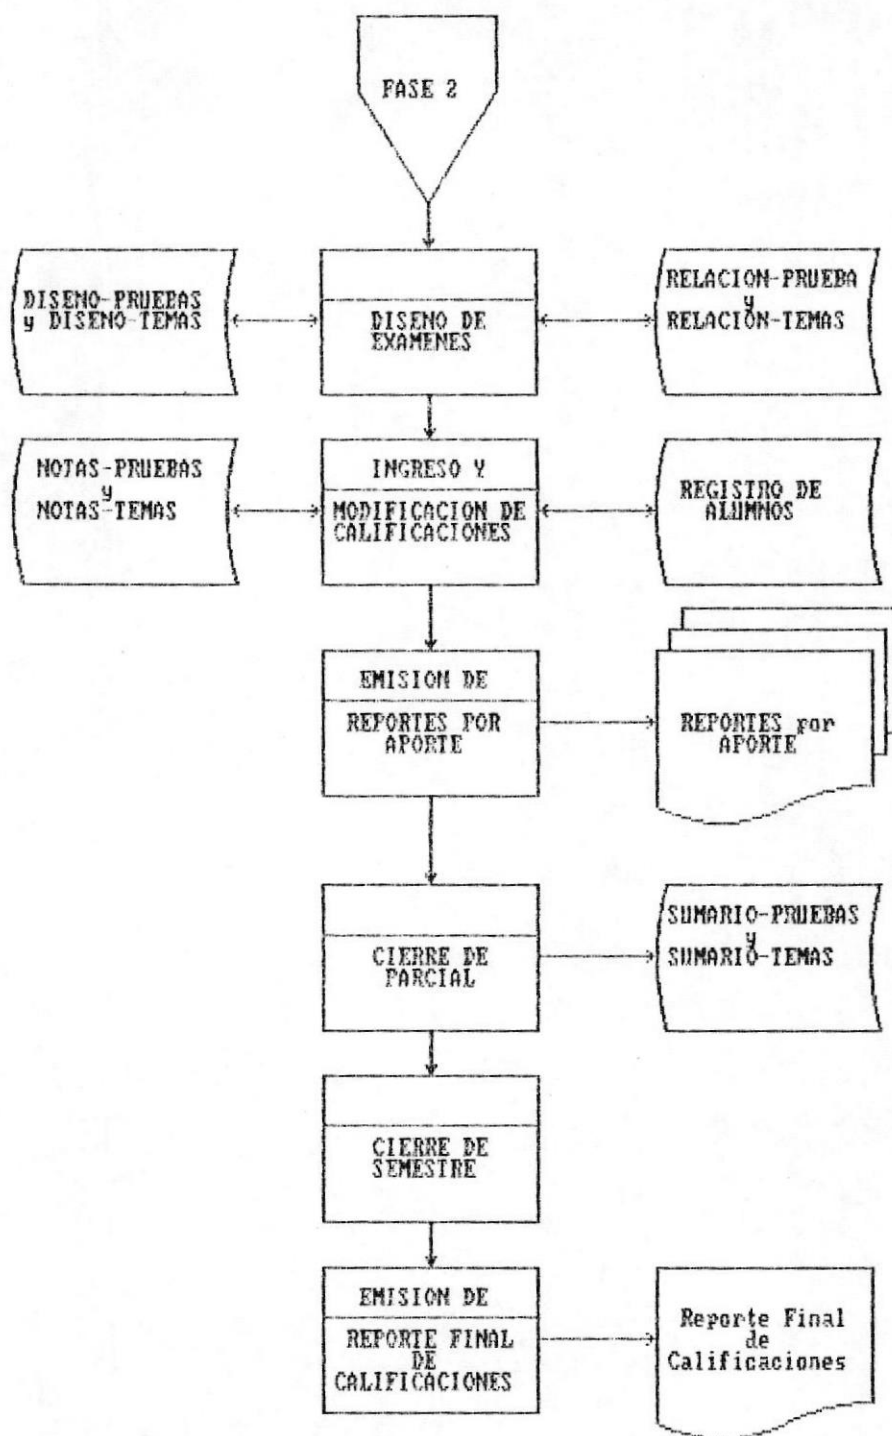 FASE 2
DISENO-PRUEBAS
y DISENO-TEMAS
DISENO DE
EXAMENES
RELACION-PRUEBA
y
RELACION-TEMAS
NOTAS-PRUEBAS
y
NOTAS-TEMAS
INGRESO Y
MODIFICACION DE
CALIFICACIONES
REGISTRO DE
ALUMNOS
EMISION DE
REPORTES POR
APORTE
REPORTES por
APORTE
CIERRE DE
PARCIAL
SUMARIO-PRUEBAS
y
SUMARIO-TEMAS
CIERRE DE
SEMESTRE
EMISION DE
REPORTE FINAL
DE
CALIFICACIONES
Reporte Final
de
Calificaciones